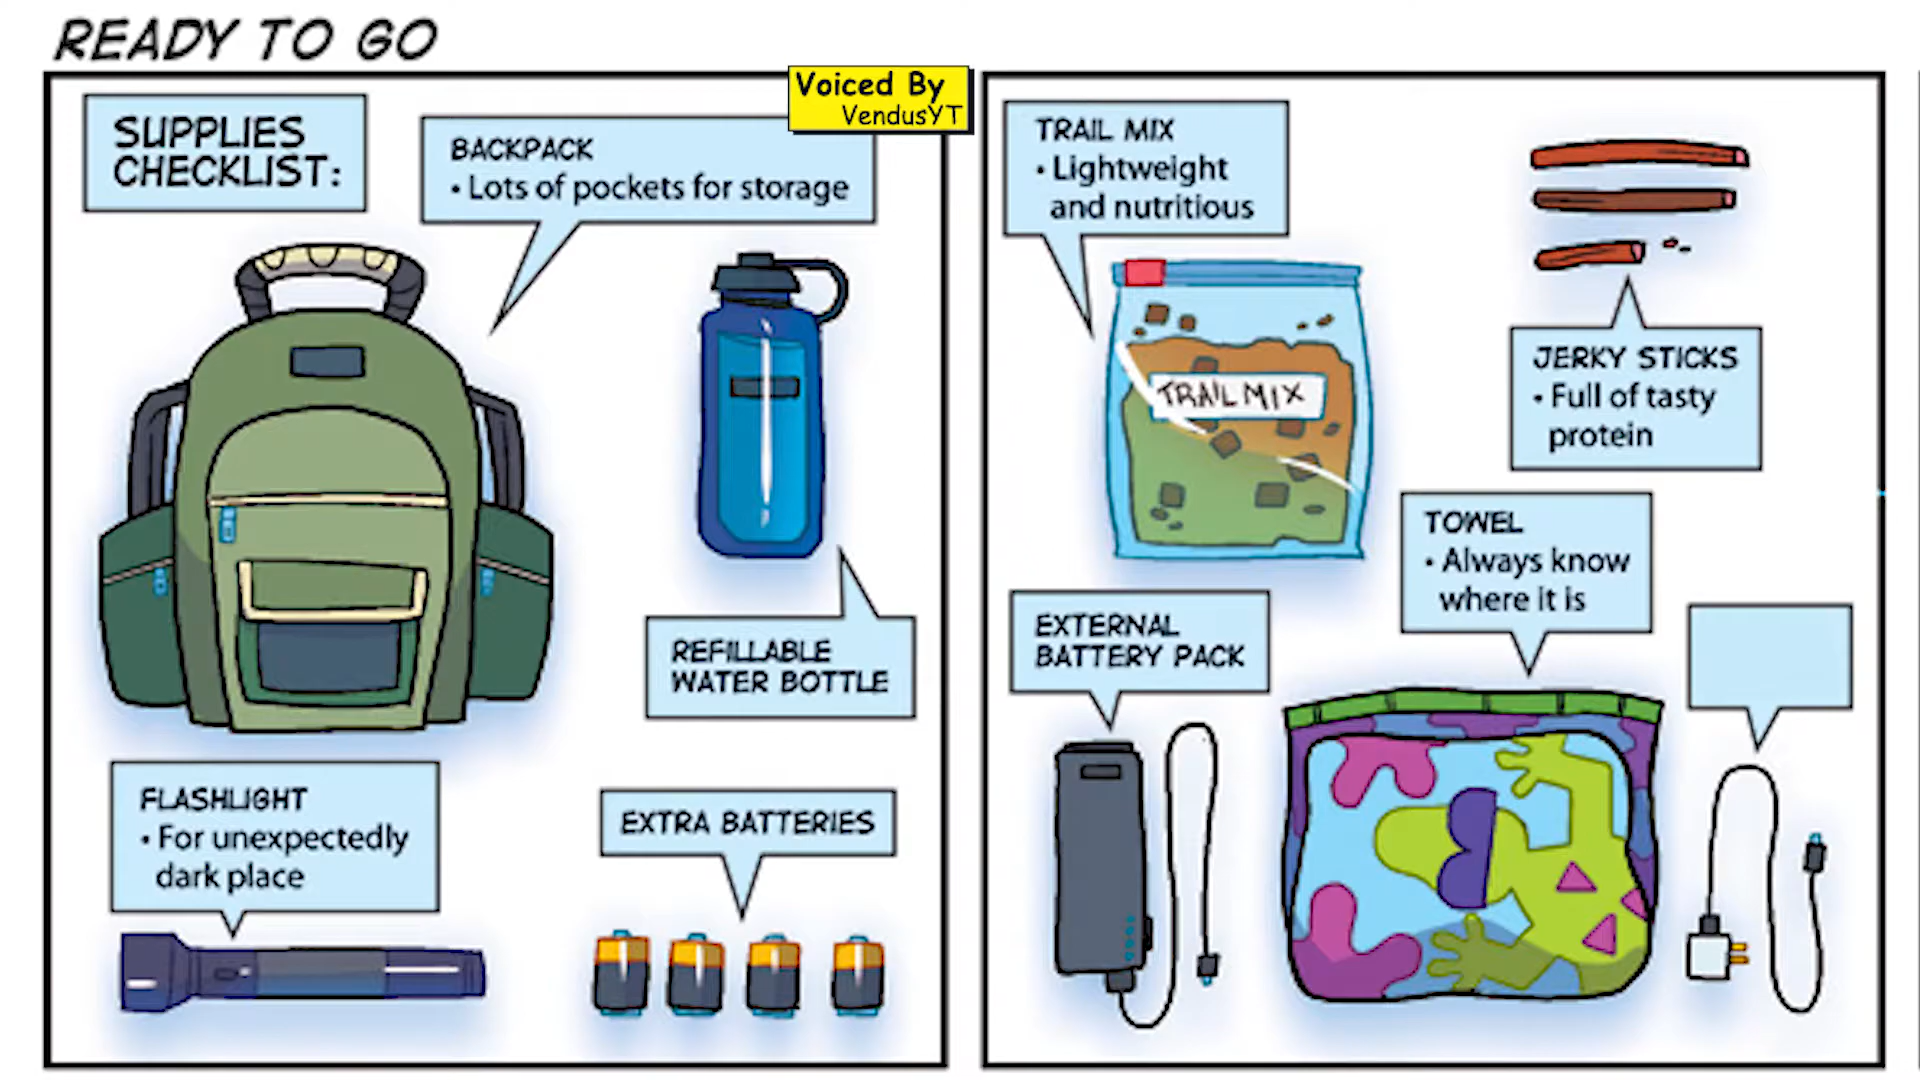 READY TO GO
Voiced By
VendusYT
SUPPLIES
CHECKLIST:
BACKPACK
• Lots of pockets for storage
REFILLABLE
WATER BOTTLE
FLASHLIGHT
• For unexpectedly
dark place
EXTRA BATTERIES
TRAIL MIX
• Lightweight
and nutritious
TRAIL MIX
JERKY STICKS
• Full of tasty
protein
TOWEL
• Always know
where it is
EXTERNAL
BATTERY PACK